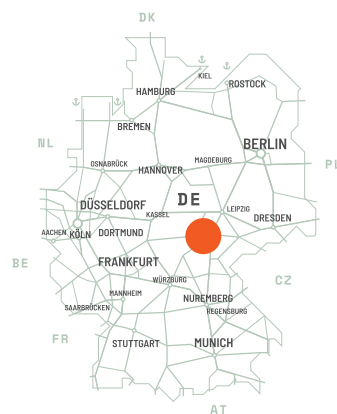 DK
KIEL
ROSTOCK
HAMBURG
BREMEN
NL
BERLIN
OSNABRÜCK
HANNOVER
MAGDEBURG
PL
DE
DÜSSELDORF
KASSEL
LEIPZIG
DRESDEN
AACHEN
KÖLN
DORTMUND
BE
FRANKFURT
CZ
WÜRZBURG
MANNHEIM
NUREMBERG
SAARBRÜCKEN
REGENSBURG
FR
STUTTGART
MUNICH
AT